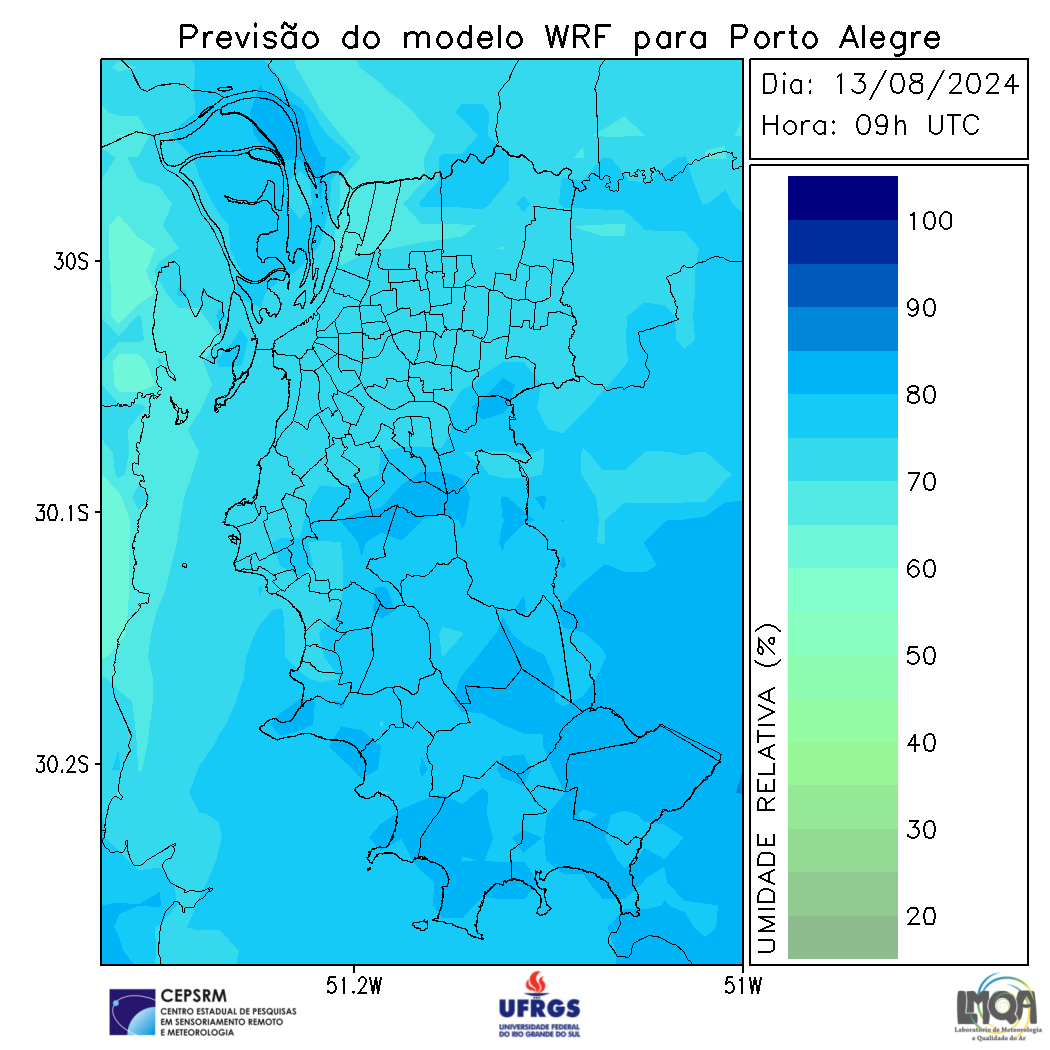 Previsão do modelo WRF para Porto Alegre
Dia: 13/08/2024
Hora: 09h UTC
30S
30.1S
30.2S
51.2W
51W
100
90
80
70
60
50
40
30
20
UMIDADE RELATIVA (%)
CEPSRM
CENTRO ESTADUAL DE PESQUISAS
EM SENSORIAMENTO REMOTO
E METEOROLOGIA
UFRGS
UNIVERSIDADE FEDERAL
DO RIO GRANDE DO SUL
LMQA
Laboratório de Meteorologia
e Qualidade do Ar